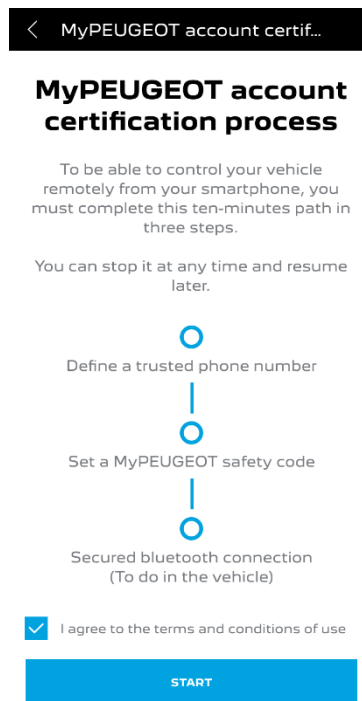 MyPEUGEOT account certif...
MyPEUGEOT account
certification process
To be able to control your vehicle
remotely from your smartphone, you
must complete this ten-minutes path in
three steps.
You can stop it at any time and resume
later.
Define a trusted phone number
Set a MyPEUGEOT safety code
Secured bluetooth connection
(To do in the vehicle)
I agree to the terms and conditions of use
START